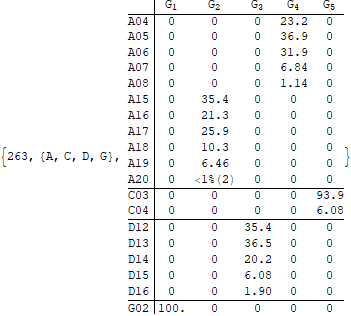 G1 G2 G3 G4 G5
A04 0 0 0 23.2 0
A05 0 0 0 36.9 0
A06 0 0 0 31.9 0
A07 0 0 0 6.84 0
A08 0 0 0 1.14 0
A15 0 35.4 0 0 0
A16 0 21.3 0 0 0
A17 0 25.9 0 0 0
A18 0 10.3 0 0 0
{263, {A, C, D, G}, A19 0 6.46 0 0 0 }
A20 0 <1%(2) 0 0 0
C03 0 0 0 0 93.9
C04 0 0 0 0 6.08
D12 0 0 35.4 0 0
D13 0 0 36.5 0 0
D14 0 0 20.2 0 0
D15 0 0 6.08 0 0
D16 0 0 1.90 0 0
G02 100. 0 0 0 0